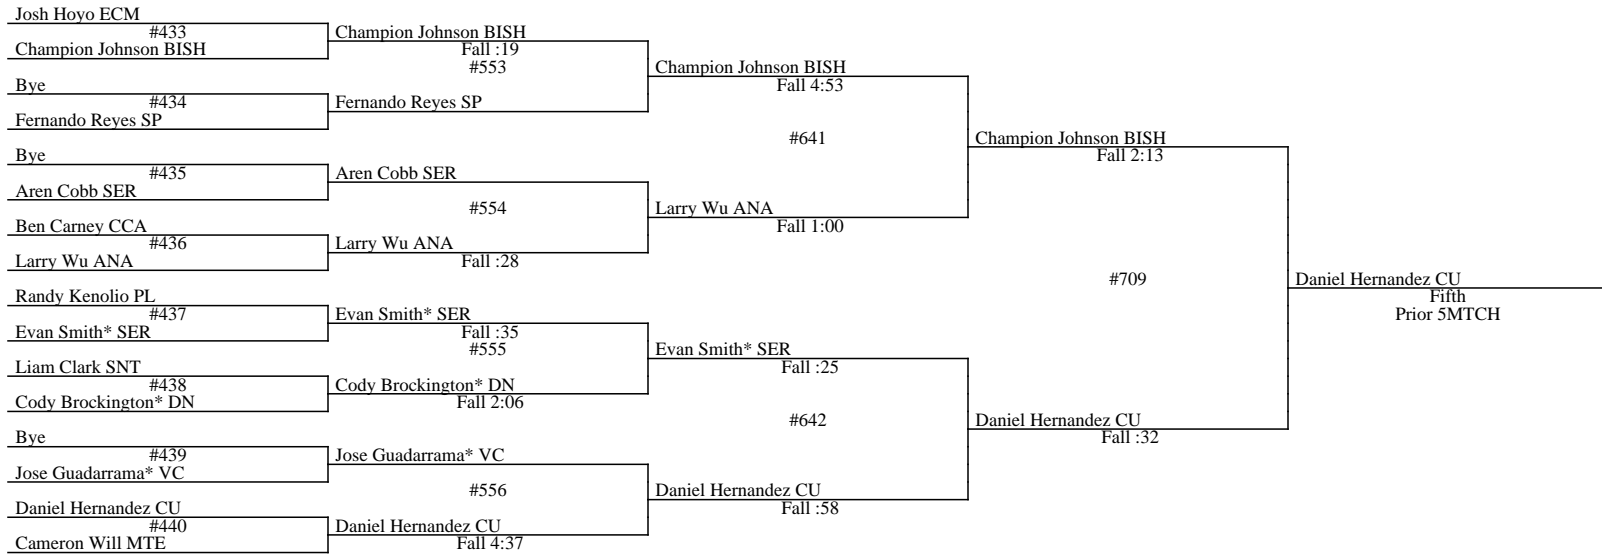 Josh Hoyo ECM
#433
Champion Johnson BISH
Bye
#434
Fernando Reyes SP
Bye
#435
Aren Cobb SER
Ben Carney CCA
#436
Larry Wu ANA
Randy Kenolio PL
#437
Evan Smith* SER
Liam Clark SNT
#438
Cody Brockington* DN
Bye
#439
Jose Guadarrama* VC
Daniel Hernandez CU
#440
Cameron Will MTE
Champion Johnson BISH
Fall :19
#553
Fernando Reyes SP
Aren Cobb SER
#554
Larry Wu ANA
Fall :28
Evan Smith* SER
Fall :35
#555
Cody Brockington* DN
Fall 2:06
Jose Guadarrama* VC
#556
Daniel Hernandez CU
Fall 4:37
Champion Johnson BISH
Fall 4:53
#641
Larry Wu ANA
Fall 1:00
Evan Smith* SER
Fall :25
#642
Daniel Hernandez CU
Fall :58
Champion Johnson BISH
Fall 2:13
#709
Daniel Hernandez CU
Fall :32
Daniel Hernandez CU
Fifth
Prior 5MTCH